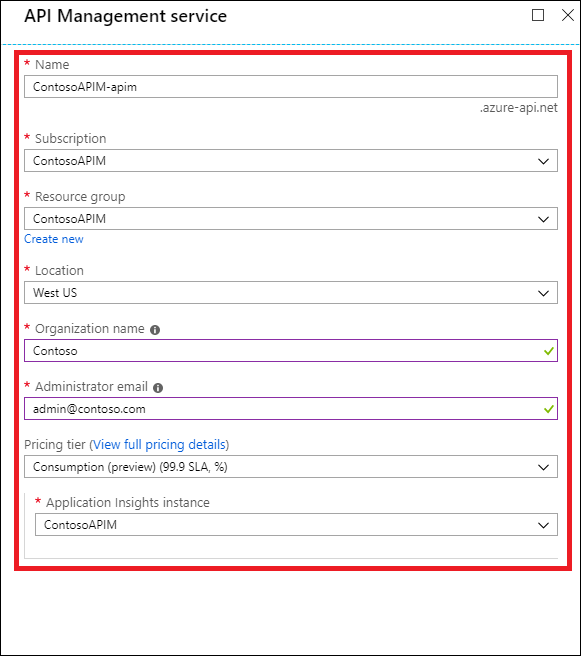 API Management service
* Name
ContosoAPIM-apim
.azure-api.net
* Subscription
ContosoAPIM
* Resource group
ContosoAPIM
Create new
* Location
West US
* Organization name
Contoso
* Administrator email
admin@contoso.com
Pricing tier (View full pricing details)
Consumption (preview) (99.9 SLA, %)
* Application Insights instance
ContosoAPIM